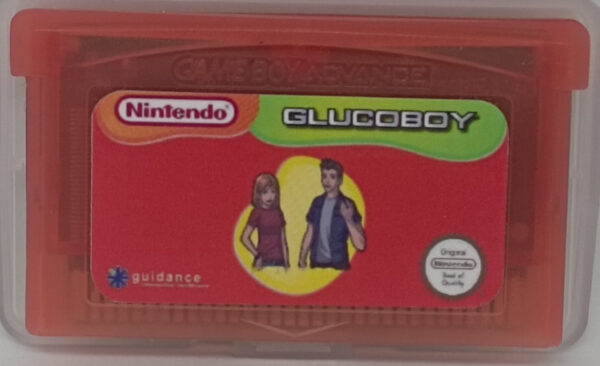 GAME BOY ADVANCE
Nintendo®
GLUCOBOY
guidance
Original
Nintendo
Seal of
Quality